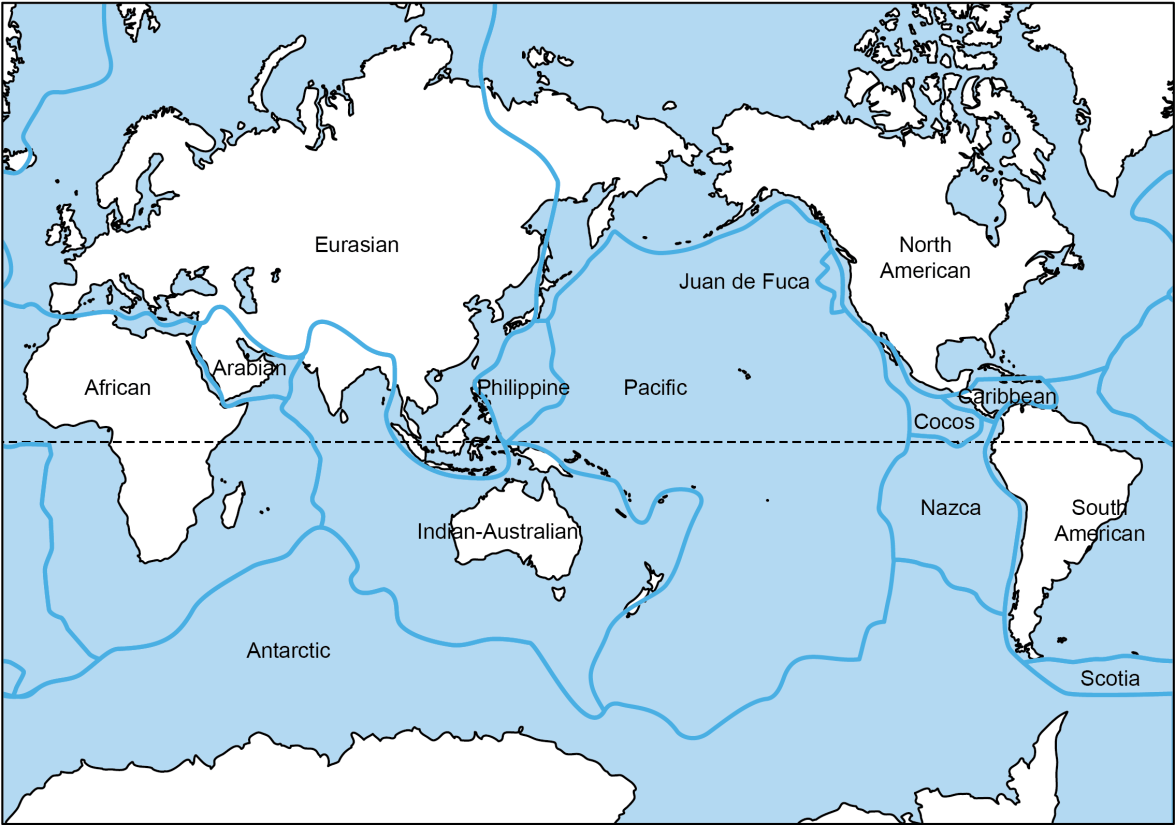 Eurasian
North
American
Juan de Fuca
Arabian
African
Philippine
Pacific
Caribbean
Cocos
Nazca
South
American
Indian-Australian
Antarctic
Scotia